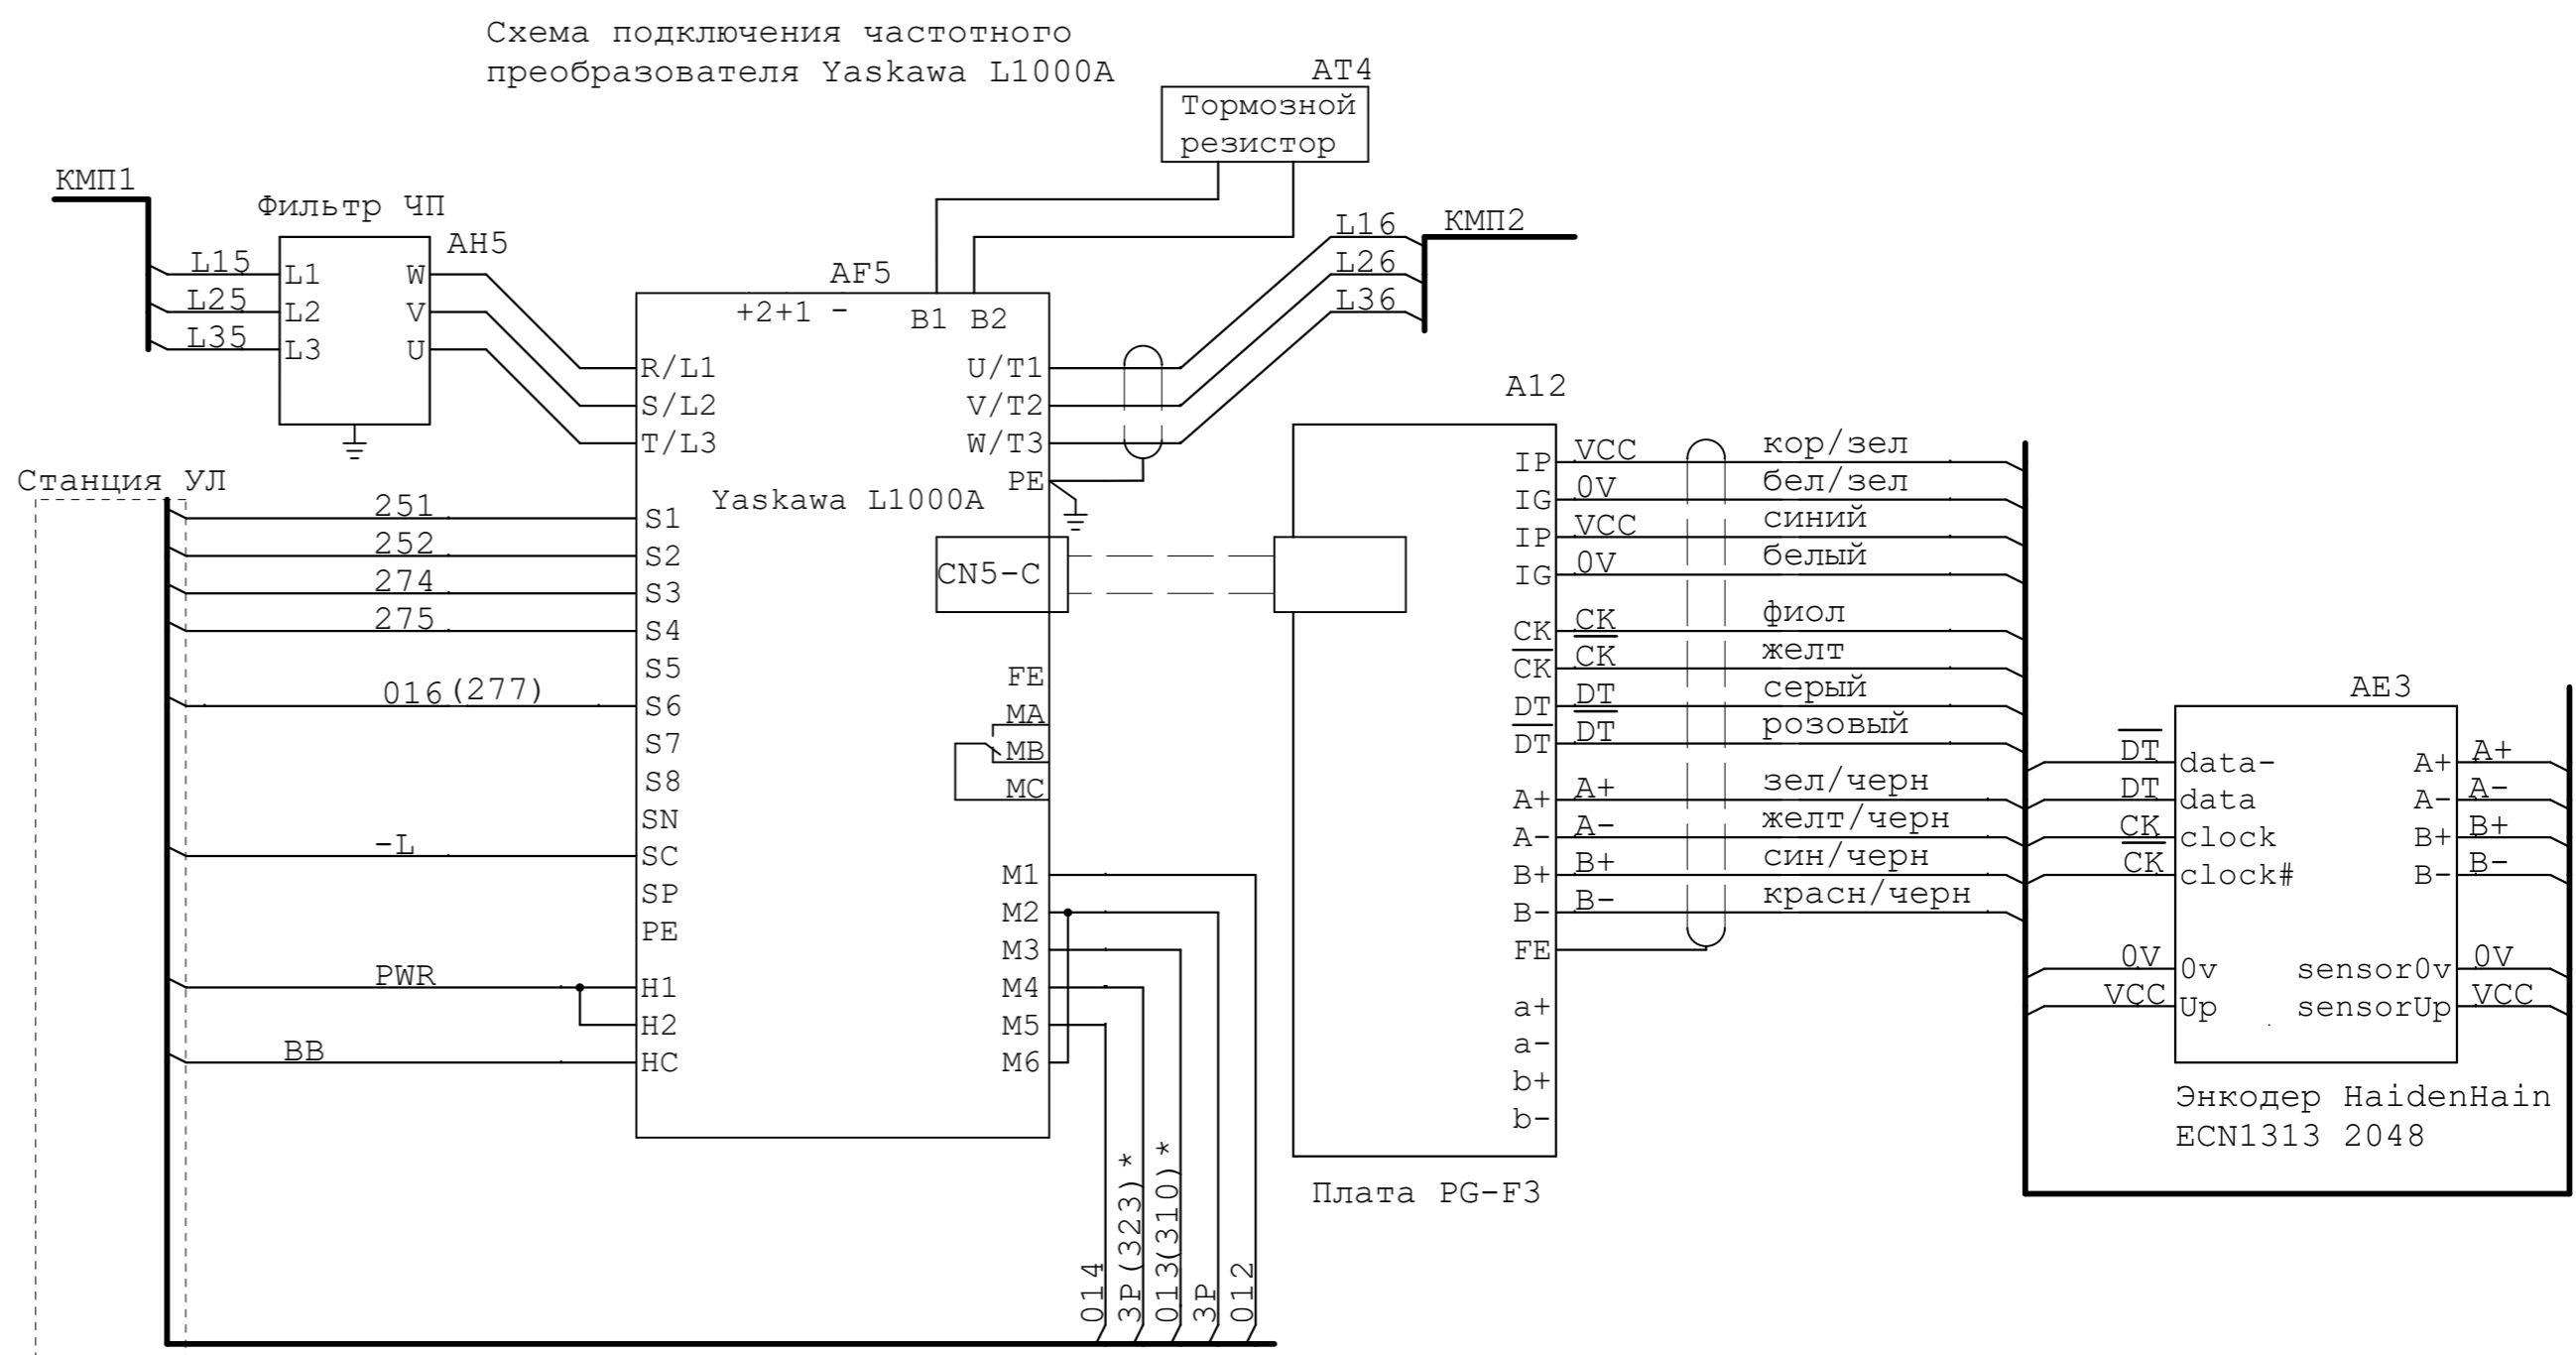 Схема подключения частотного
преобразователя Yaskawa L1000A
AT4
Тормозной
резистор
КМП1
Фильтр ЧП
AH5
L15
L25
L35
L1
L2
L3
W
V
U
AF5
+2+1 -
B1 B2
L16
L26
L36
КМП2
R/L1
S/L2
T/L3
U/T1
V/T2
W/T3
PE
Yaskawa L1000A
CN5-C
Станция УЛ
251
252
274
275
016(277)
-L
PWR
BB
S1
S2
S3
S4
S5
S6
S7
S8
SN
SC
SP
PE
H1
H2
HC
FE
MA
MB
MC
M1
M2
M3
M4
M5
M6
014
3P(323)*
013(310)*
3P
012
A12
IP VCC кор/зел
IG 0V бел/зел
IP VCC синий
IG 0V белый
CK CK фиол
C̅K̅ C̅K̅ желт
DT DT серый
D̅T̅ D̅T̅ розовый
A+ A+ зел/черн
A- A- желт/черн
B+ B+ син/черн
B- B- красн/черн
FE
a+
a-
b+
b-
Плата PG-F3
AE3
D̅T̅ data- A+ A+
DT data A- A-
CK clock B+ B+
C̅K̅ clock# B- B-
0V 0v sensor0v 0V
VCC Up sensorUp VCC
Энкодер HaidenHain
ECN1313 2048